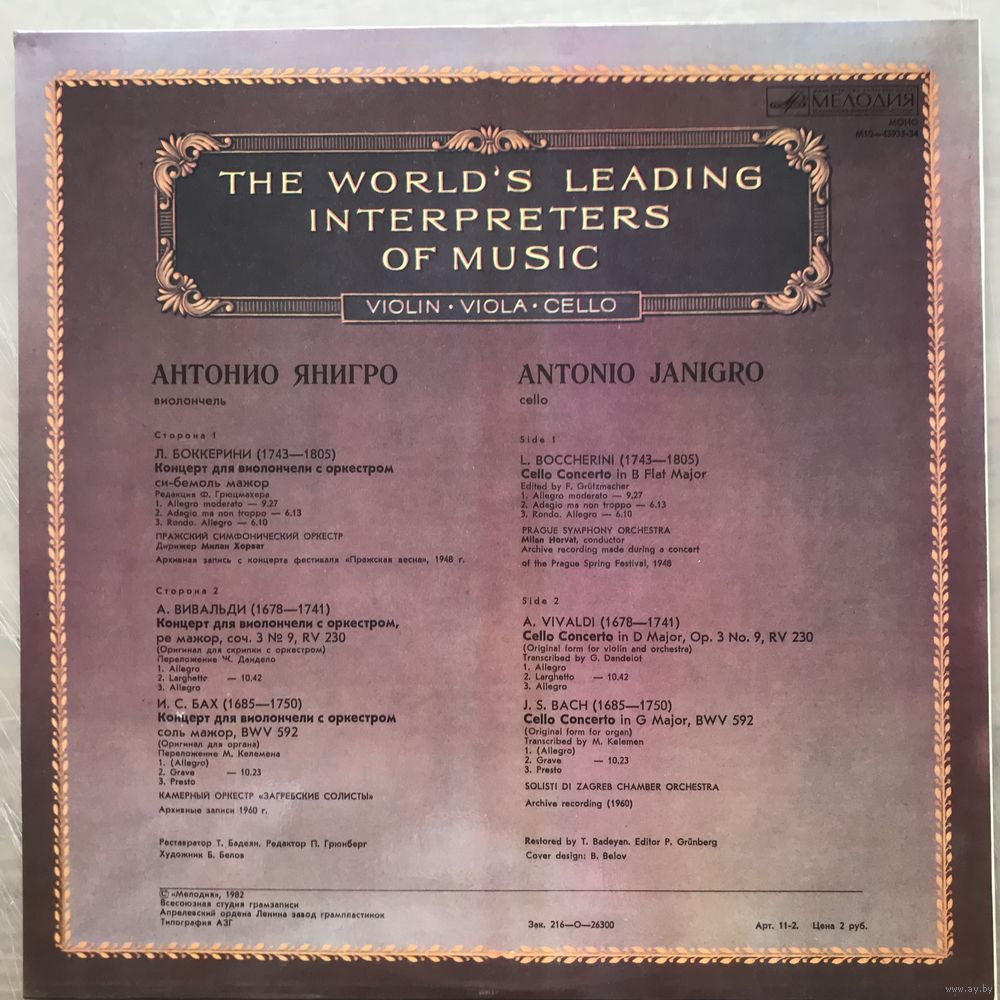 МЕЛОДИЯ
МОНО
М10—43933-34
THE WORLD'S LEADING
INTERPRETERS
OF MUSIC
VIOLIN • VIOLA • CELLO
АНТОНИО ЯНИГРО
виолончель
Сторона 1
Л. БОККЕРИНИ (1743—1805)
Концерт для виолончели с оркестром
си-бемоль мажор
Редакция Ф. Грюцмахера
1. Allegro moderato — 9.27
2. Adagio ma non troppo — 6.13
3. Rondo. Allegro — 6.10
ПРАЖСКИЙ СИМФОНИЧЕСКИЙ ОРКЕСТР
Дирижер Милан Хорват
Архивная запись с концерта фестиваля «Пражская весна», 1948 г.
Сторона 2
А. ВИВАЛЬДИ (1678—1741)
Концерт для виолончели с оркестром,
ре мажор, соч. 3 № 9, RV 230
(Оригинал для скрипки с оркестром)
Переложение Ж. Дандело
1. Allegro
2. Larghetto — 10.42
3. Allegro
И. С. БАХ (1685—1750)
Концерт для виолончели с оркестром
соль мажор, BWV 592
(Оригинал для органа)
Переложение М. Келемена
1. (Allegro)
2. Grave — 10.23
3. Presto
КАМЕРНЫЙ ОРКЕСТР «ЗАГРЕБСКИЕ СОЛИСТЫ»
Архивные записи 1960 г.
Реставратор Т. Бадеян. Редактор П. Грюнберг
Художник Б. Белов
ANTONIO JANIGRO
cello
Side 1
L. BOCCHERINI (1743—1805)
Cello Concerto in B Flat Major
Edited by F. Grützmacher
1. Allegro moderato — 9.27
2. Adagio ma non troppo — 6.13
3. Rondo. Allegro — 6.10
PRAGUE SYMPHONY ORCHESTRA
Milan Horvat, conductor
Archive recording made during a concert
of the Prague Spring Festival, 1948
Side 2
A. VIVALDI (1678—1741)
Cello Concerto in D Major, Op. 3 No. 9, RV 230
(Original form for violin and orchestra)
Transcribed by G. Dandelot
1. Allegro
2. Larghetto — 10.42
3. Allegro
J. S. BACH (1685—1750)
Cello Concerto in G Major, BWV 592
(Original form for organ)
Transcribed by M. Kelemen
1. (Allegro)
2. Grave — 10.23
3. Presto
SOLISTI DI ZAGREB CHAMBER ORCHESTRA
Archive recording (1960)
Restored by T. Badeyan. Editor P. Grünberg
Cover design: B. Belov
© «Мелодия», 1982
Всесоюзная студия грамзаписи
Апрелевский ордена Ленина завод грампластинок
Типография АЗГ
Зак. 216—О—26300
Арт. 11-2. Цена 2 руб.
www.ay.by